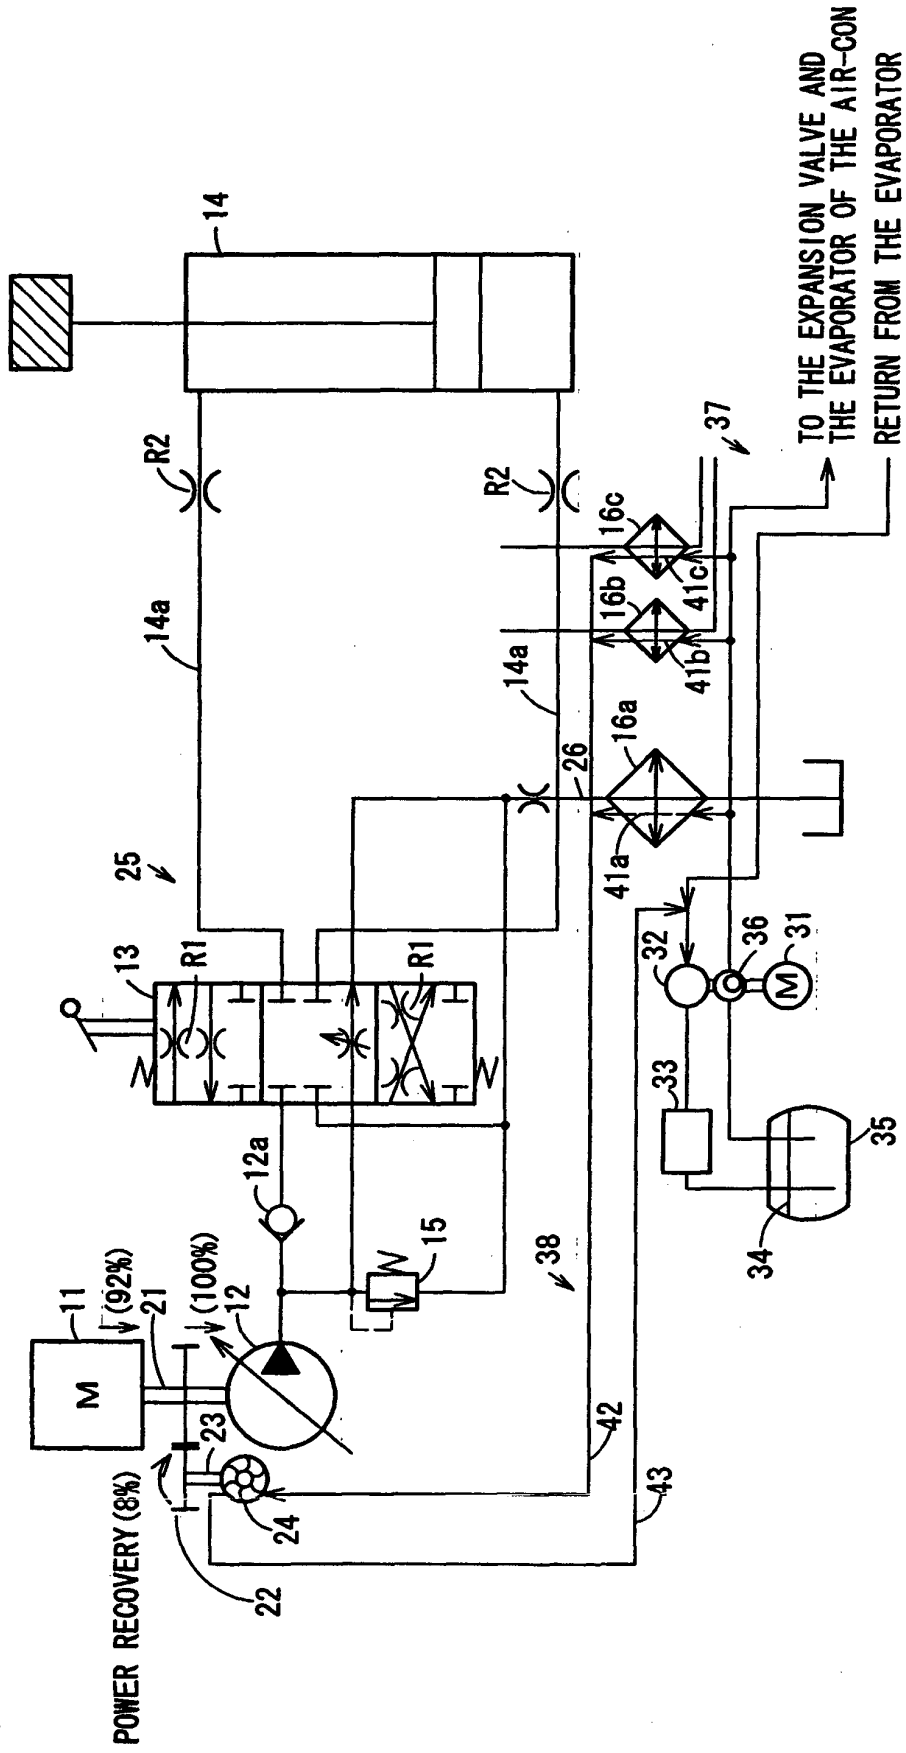 POWER RECOVERY (8%)
22
11
M
(92%)
21
(100%)
12
23
24
12a
15
13
R1
R1
25
14a
R2
14
14a
R2
26
16a
41a
16b
41b
16c
41c
37
38
42
43
33
32
36
31
M
34
35
TO THE EXPANSION VALVE AND
THE EVAPORATOR OF THE AIR-CON
RETURN FROM THE EVAPORATOR